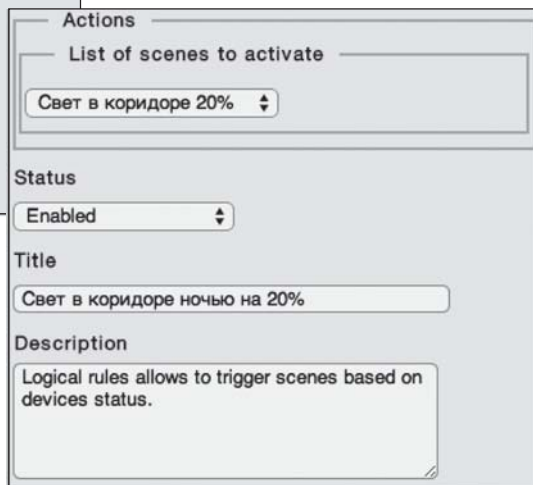 Actions
List of scenes to activate
Свет в коридоре 20%
Status
Enabled
Title
Свет в коридоре ночью на 20%
Description
Logical rules allows to trigger scenes based on
devices status.